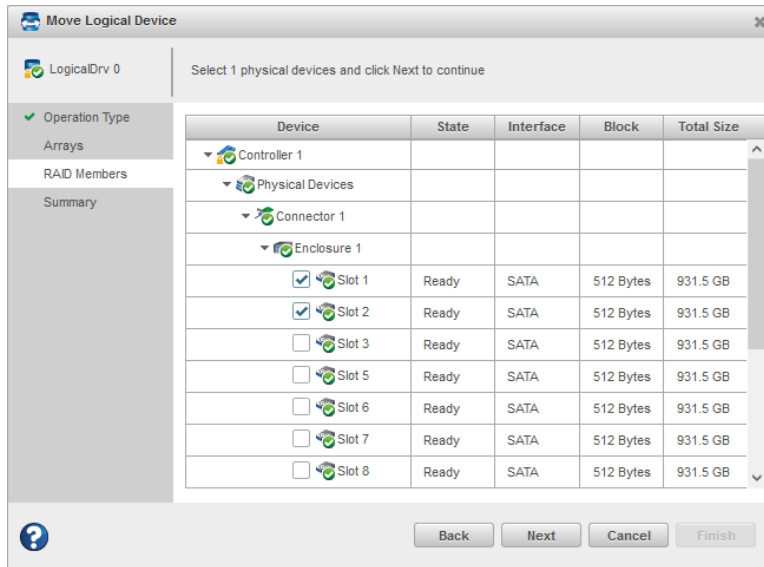 Move Logical Device
LogicalDrv 0
Select 1 physical devices and click Next to continue
Operation Type
Arrays
RAID Members
Summary
Device State Interface Block Total Size
Controller 1
Physical Devices
Connector 1
Enclosure 1
Slot 1 Ready SATA 512 Bytes 931.5 GB
Slot 2 Ready SATA 512 Bytes 931.5 GB
Slot 3 Ready SATA 512 Bytes 931.5 GB
Slot 5 Ready SATA 512 Bytes 931.5 GB
Slot 6 Ready SATA 512 Bytes 931.5 GB
Slot 7 Ready SATA 512 Bytes 931.5 GB
Slot 8 Ready SATA 512 Bytes 931.5 GB
? Back Next Cancel Finish